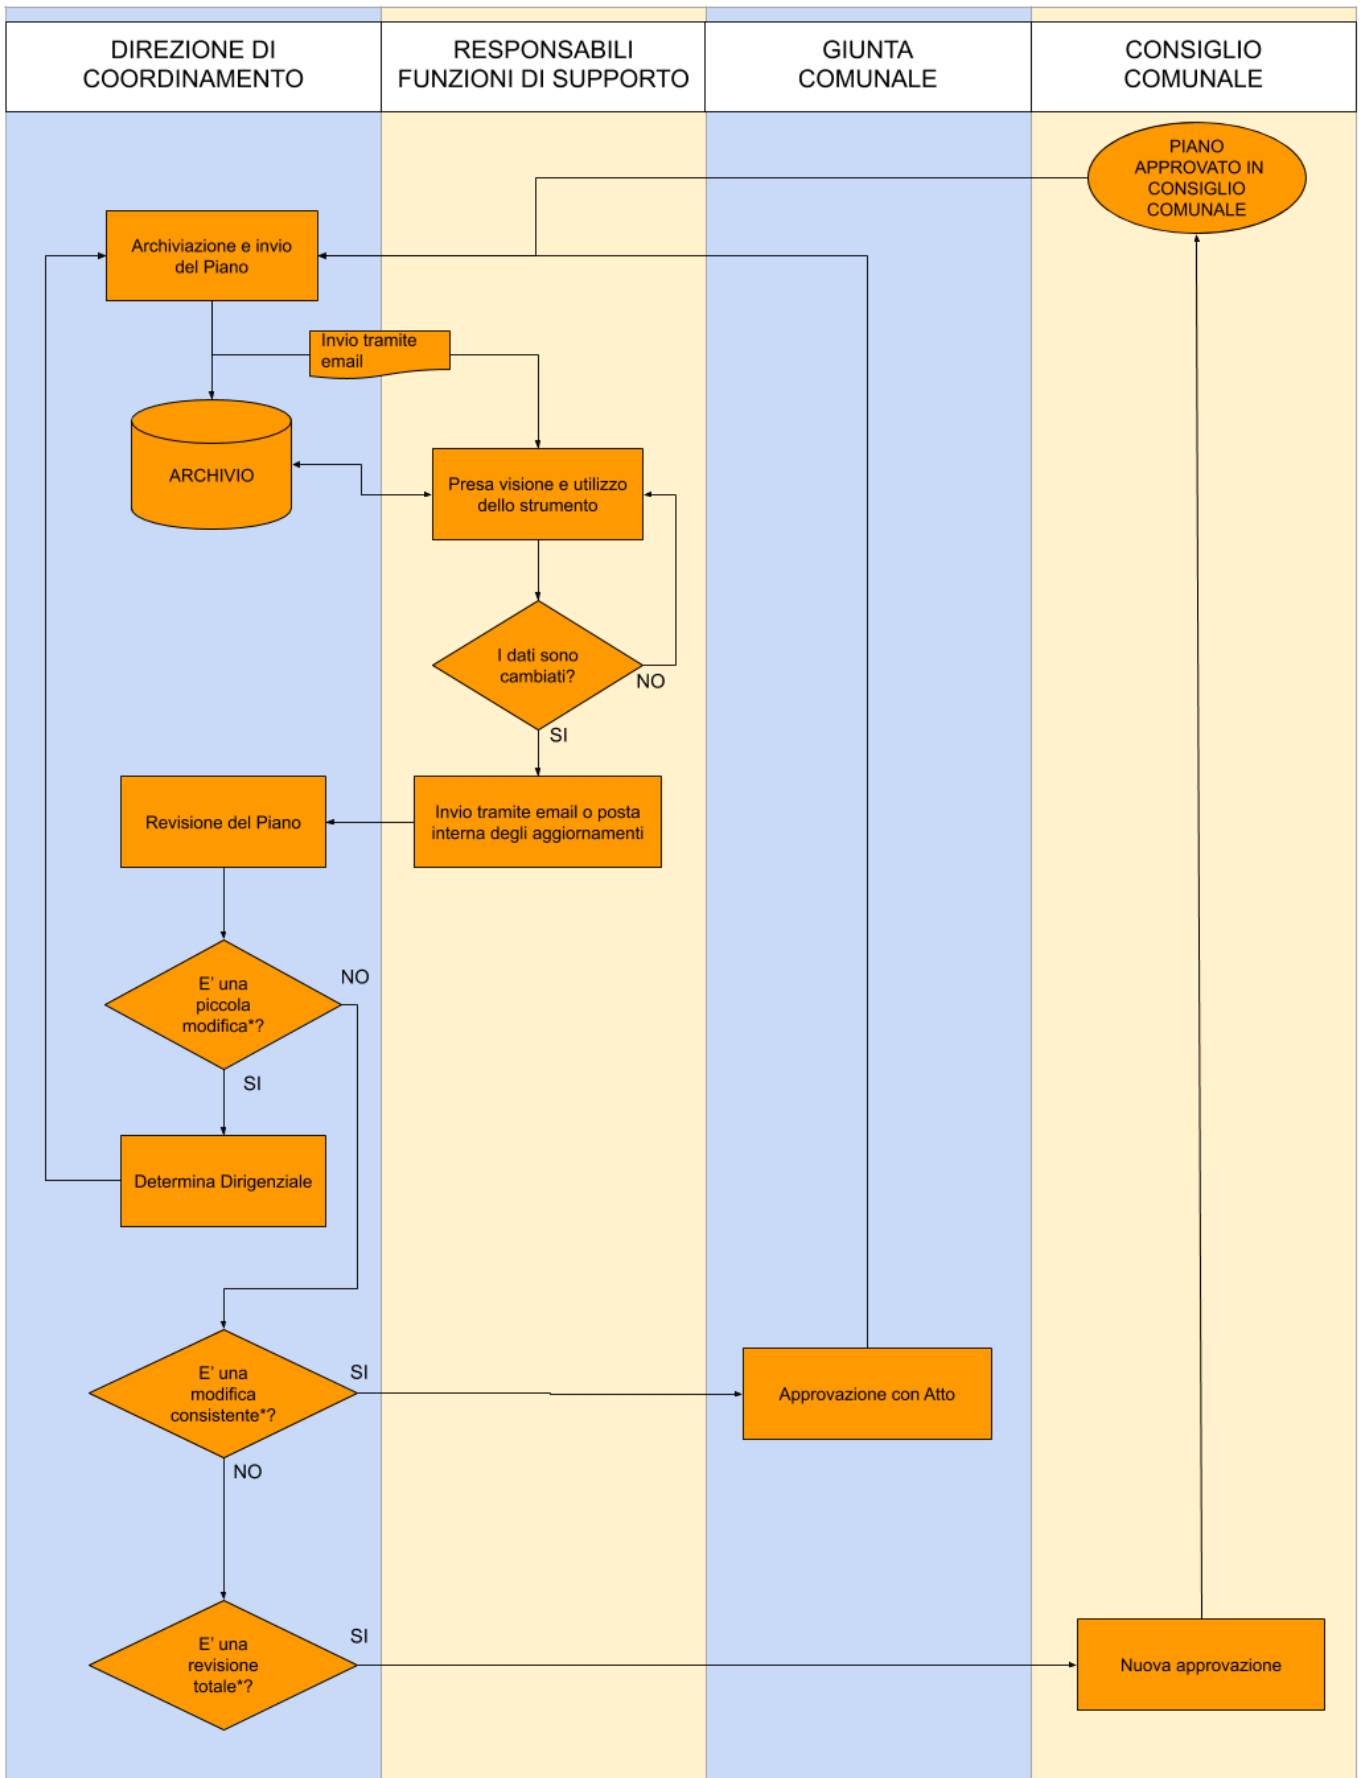 DIREZIONE DI
COORDINAMENTO
RESPONSABILI
FUNZIONI DI SUPPORTO
GIUNTA
COMUNALE
CONSIGLIO
COMUNALE
PIANO
APPROVATO IN
CONSIGLIO
COMUNALE
Archiviazione e invio
del Piano
Invio tramite
email
ARCHIVIO
Presa visione e utilizzo
dello strumento
I dati sono
cambiati?
NO
SI
Invio tramite email o posta
interna degli aggiornamenti
Revisione del Piano
E' una
piccola
modifica*?
NO
SI
Determina Dirigenziale
E' una
modifica
consistente*?
SI
NO
Approvazione con Atto
E' una
revisione
totale*?
SI
Nuova approvazione